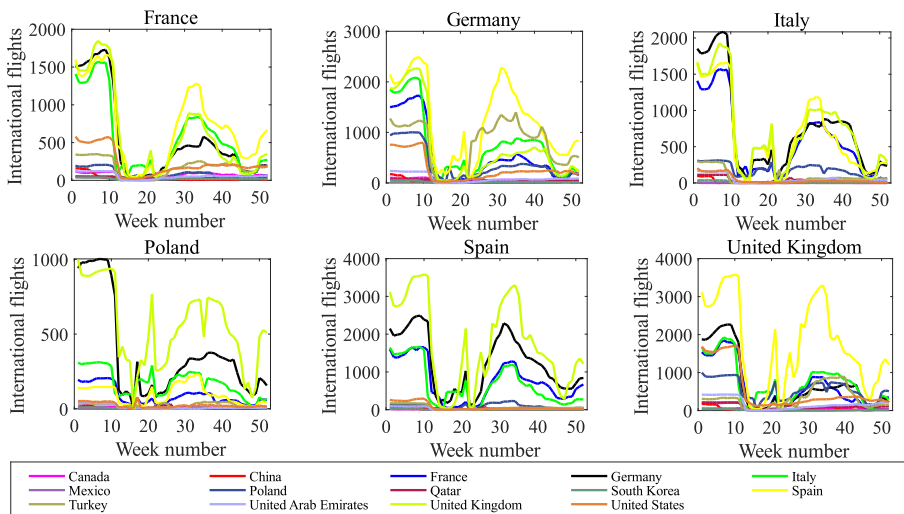 France
Germany
Italy
International flights
2000
1500
1000
500
0
0 10 20 30 40 50
Week number
International flights
3000
2000
1000
0
0 10 20 30 40 50
Week number
International flights
2000
1500
1000
500
0
0 10 20 30 40 50
Week number
Poland
Spain
United Kingdom
International flights
1000
500
0
0 10 20 30 40 50
Week number
International flights
4000
3000
2000
1000
0
0 10 20 30 40 50
Week number
International flights
4000
3000
2000
1000
0
0 10 20 30 40 50
Week number
Canada China France Germany Italy
Mexico Poland Qatar South Korea Spain
Turkey United Arab Emirates United Kingdom United States